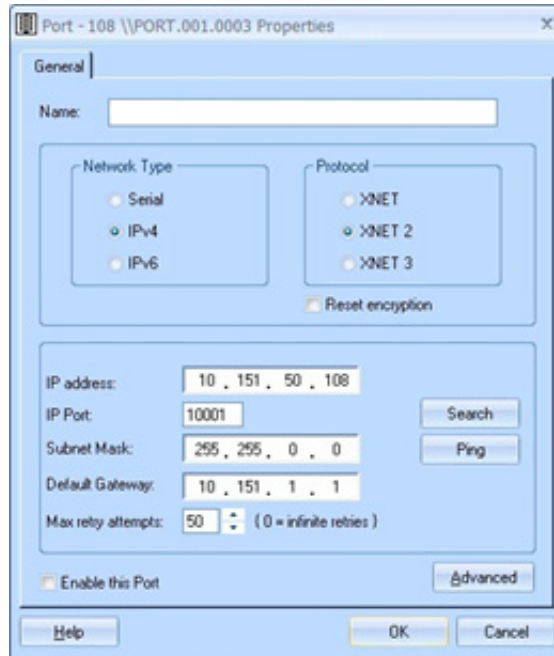 Port - 108 \\PORT.001.0003 Properties
General
Name:
Network Type
Serial
IPv4
IPv6
Protocol
XNET
XNET 2
XNET 3
Reset encryption
IP address: 10 . 151 . 50 . 108
IP Port: 10001
Search
Subnet Mask: 255 . 255 . 0 . 0
Ping
Default Gateway: 10 . 151 . 1 . 1
Max retry attempts: 50 ( 0 = infinite retries )
Enable this Port
Advanced
Help
OK
Cancel